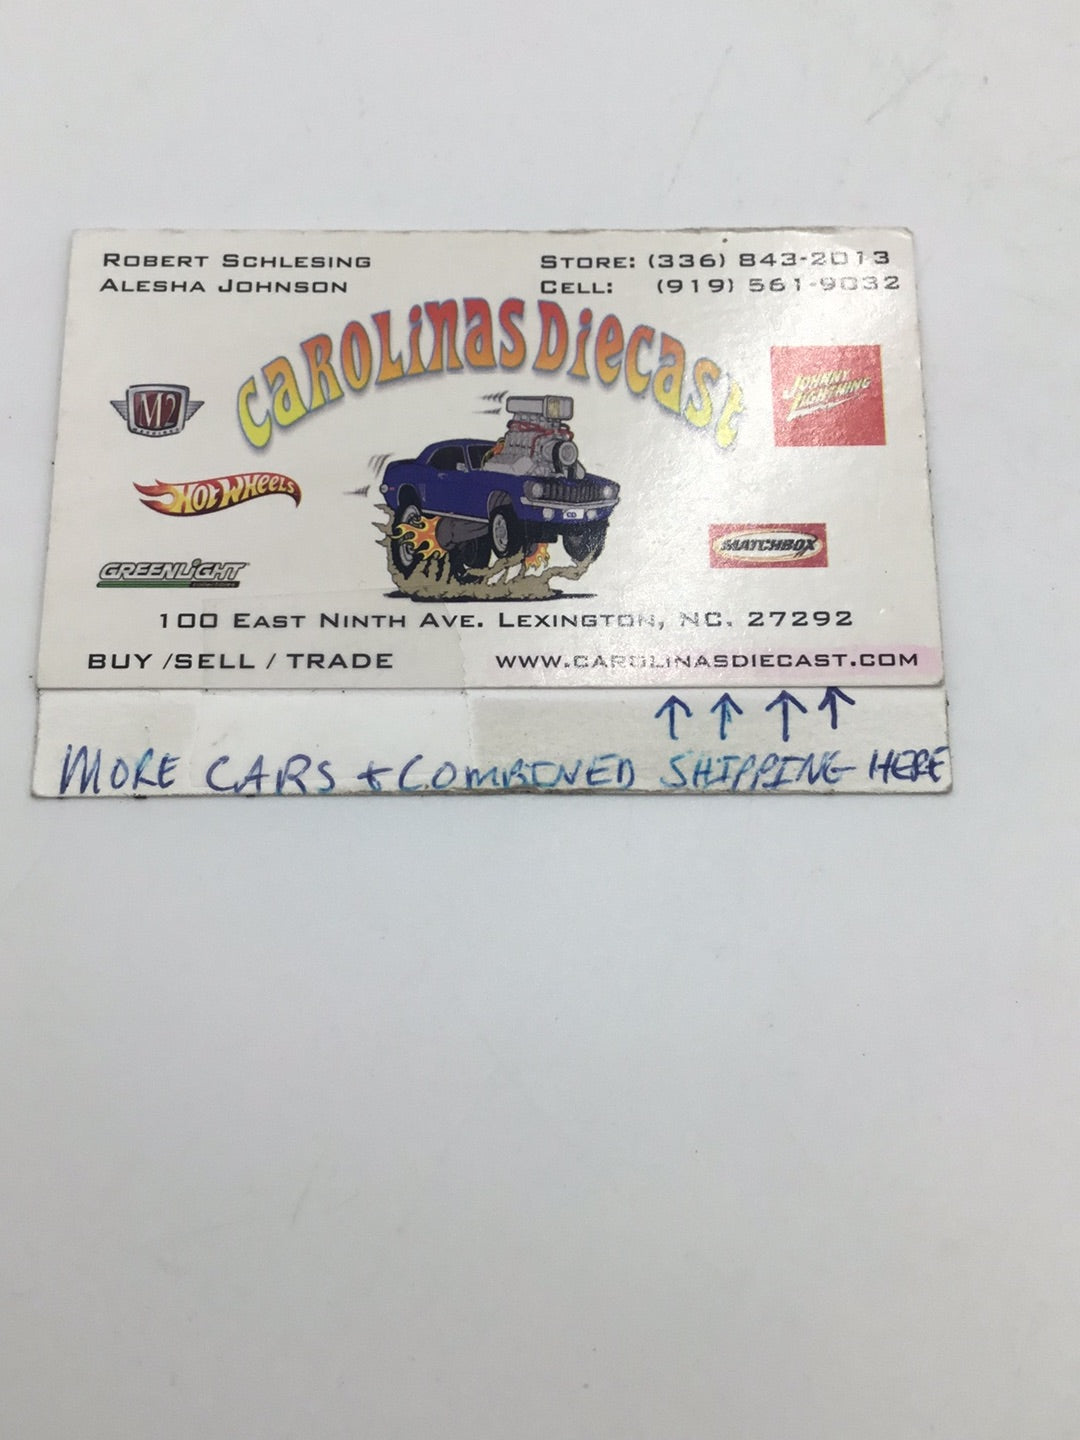 ROBERT SCHLESING
ALESHA JOHNSON
STORE: (336) 843-2013
CELL: (919) 561-9032
CAROLINAS DIECAST
M2
JOHNNY LIGHTNING
HOT WHEELS
MATCHBOX
GREENLIGHT
100 EAST NINTH AVE. LEXINGTON, NC. 27292
BUY /SELL / TRADE
WWW.CAROLINASDIECAST.COM
↑ ↑ ↑ ↑
MORE CARS + COMBINED SHIPPING HERE